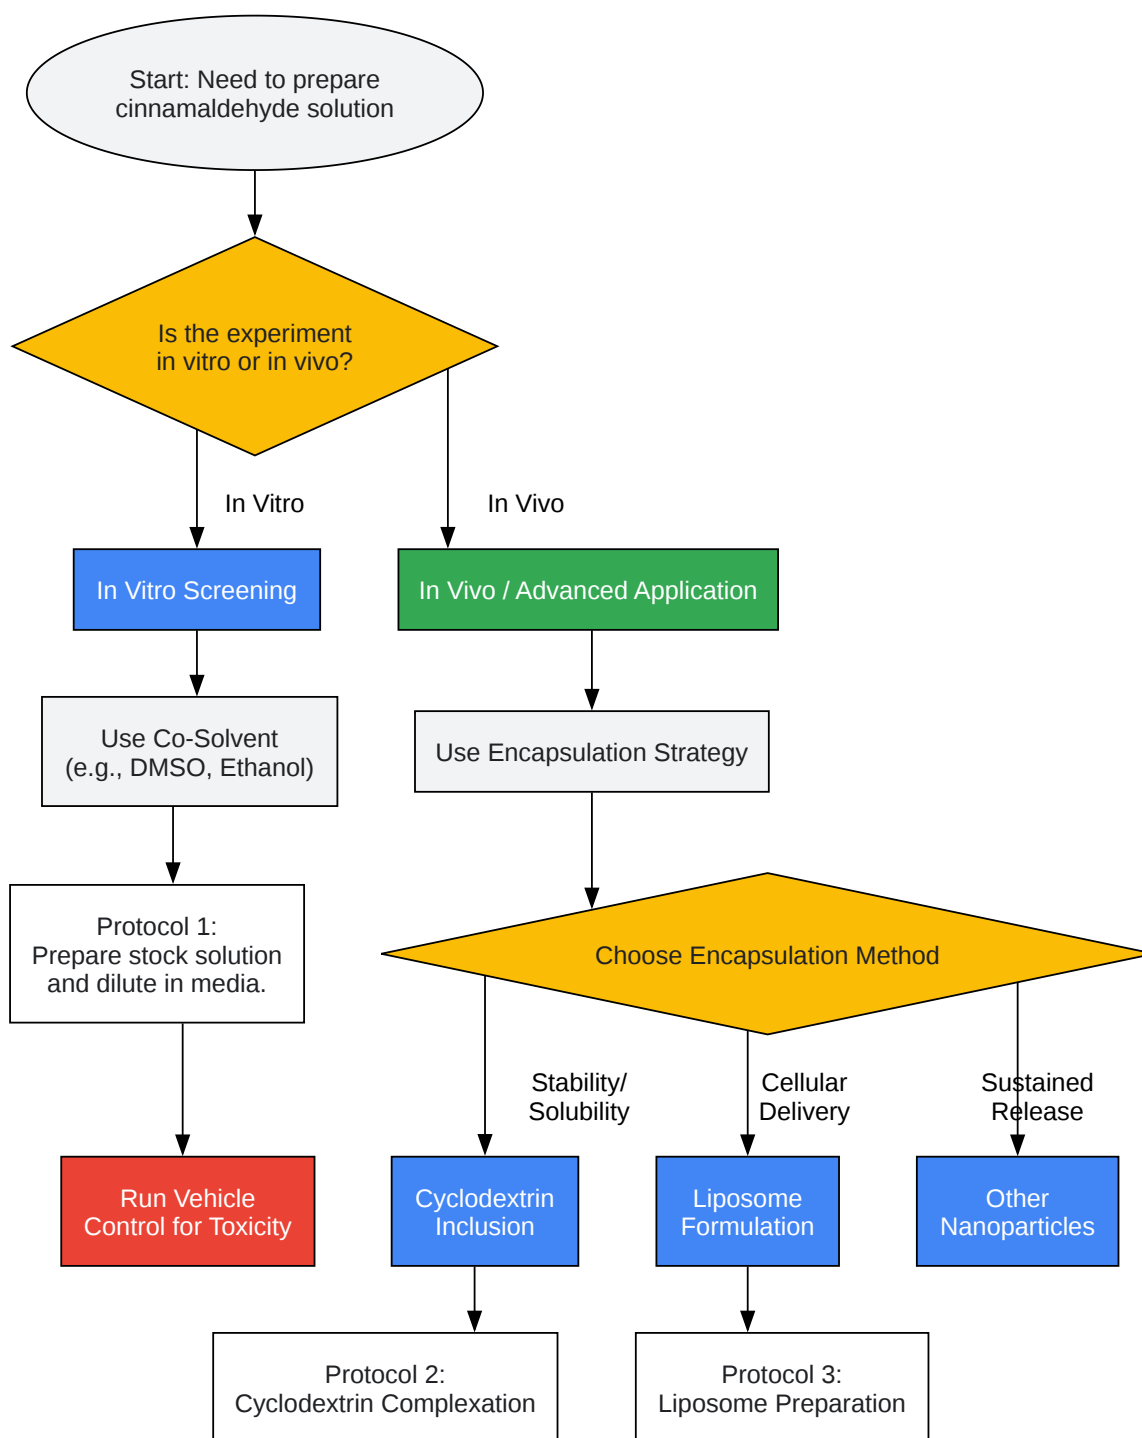 Start: Need to prepare
cinnamaldehyde solution
Is the experiment
in vitro or in vivo?
In Vitro
In Vivo
In Vitro Screening
In Vivo / Advanced Application
Use Co-Solvent
(e.g., DMSO, Ethanol)
Use Encapsulation Strategy
Protocol 1:
Prepare stock solution
and dilute in media.
Choose Encapsulation Method
Stability/
Solubility
Cellular
Delivery
Sustained
Release
Run Vehicle
Control for Toxicity
Cyclodextrin
Inclusion
Liposome
Formulation
Other
Nanoparticles
Protocol 2:
Cyclodextrin Complexation
Protocol 3:
Liposome Preparation